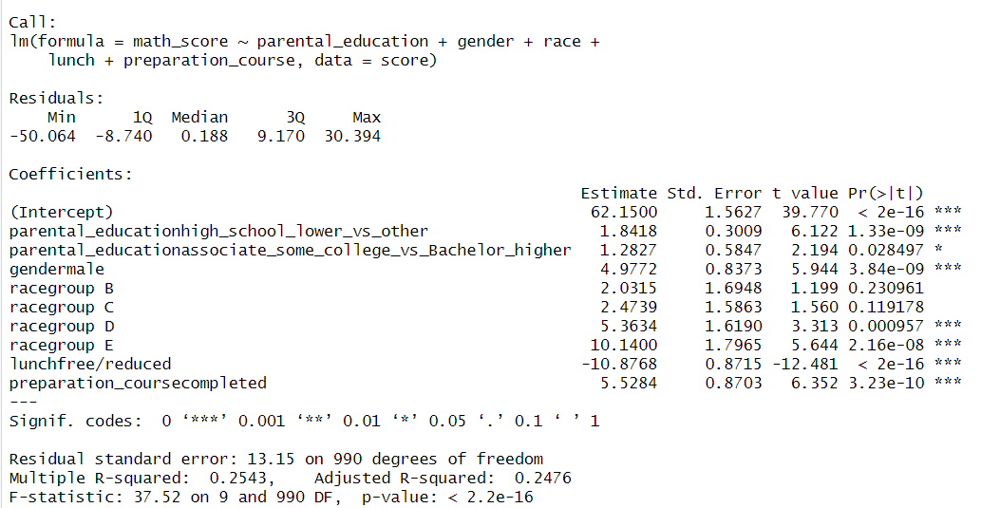 Call:
lm(formula = math_score ~ parental_education + gender + race +
    lunch + preparation_course, data = score)
Residuals:
    Min      1Q  Median      3Q     Max
-50.064  -8.740   0.188   9.170  30.394
Coefficients:
                                                             Estimate Std. Error t value Pr(>|t|)
(Intercept)                                                   62.1500     1.5627  39.770  < 2e-16 ***
parental_educationhigh_school_lower_vs_other                   1.8418     0.3009   6.122 1.33e-09 ***
parental_educationassociate_some_college_vs_Bachelor_higher    1.2827     0.5847   2.194 0.028497 *
gendermale                                                     4.9772     0.8373   5.944 3.84e-09 ***
racegroup B                                                    2.0315     1.6948   1.199 0.230961
racegroup C                                                    2.4739     1.5863   1.560 0.119178
racegroup D                                                    5.3634     1.6190   3.313 0.000957 ***
racegroup E                                                   10.1400     1.7965   5.644 2.16e-08 ***
lunchfree/reduced                                            -10.8768     0.8715 -12.481  < 2e-16 ***
preparation_coursecompleted                                    5.5284     0.8703   6.352 3.23e-10 ***
---
Signif. codes:  0 ‘***’ 0.001 ‘**’ 0.01 ‘*’ 0.05 ‘.’ 0.1 ‘ ’ 1
Residual standard error: 13.15 on 990 degrees of freedom
Multiple R-squared:  0.2543,    Adjusted R-squared:  0.2476
F-statistic: 37.52 on 9 and 990 DF,  p-value: < 2.2e-16